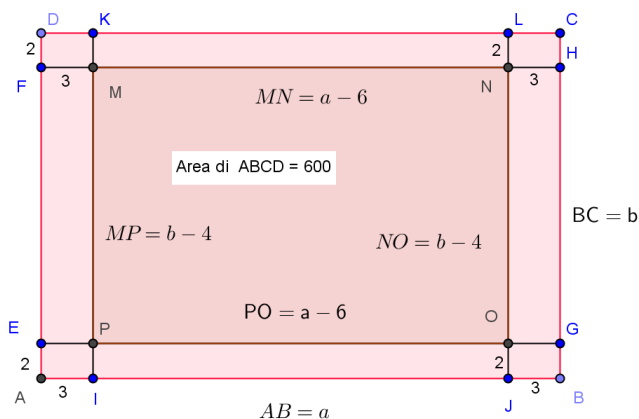 D K L C
2 2
F 3 M N 3 H
MN = a − 6
Area di ABCD = 600
MP = b − 4
NO = b − 4
BC = b
PO = a − 6
E P O G
2 2
A 3 I J 3 B
AB = a